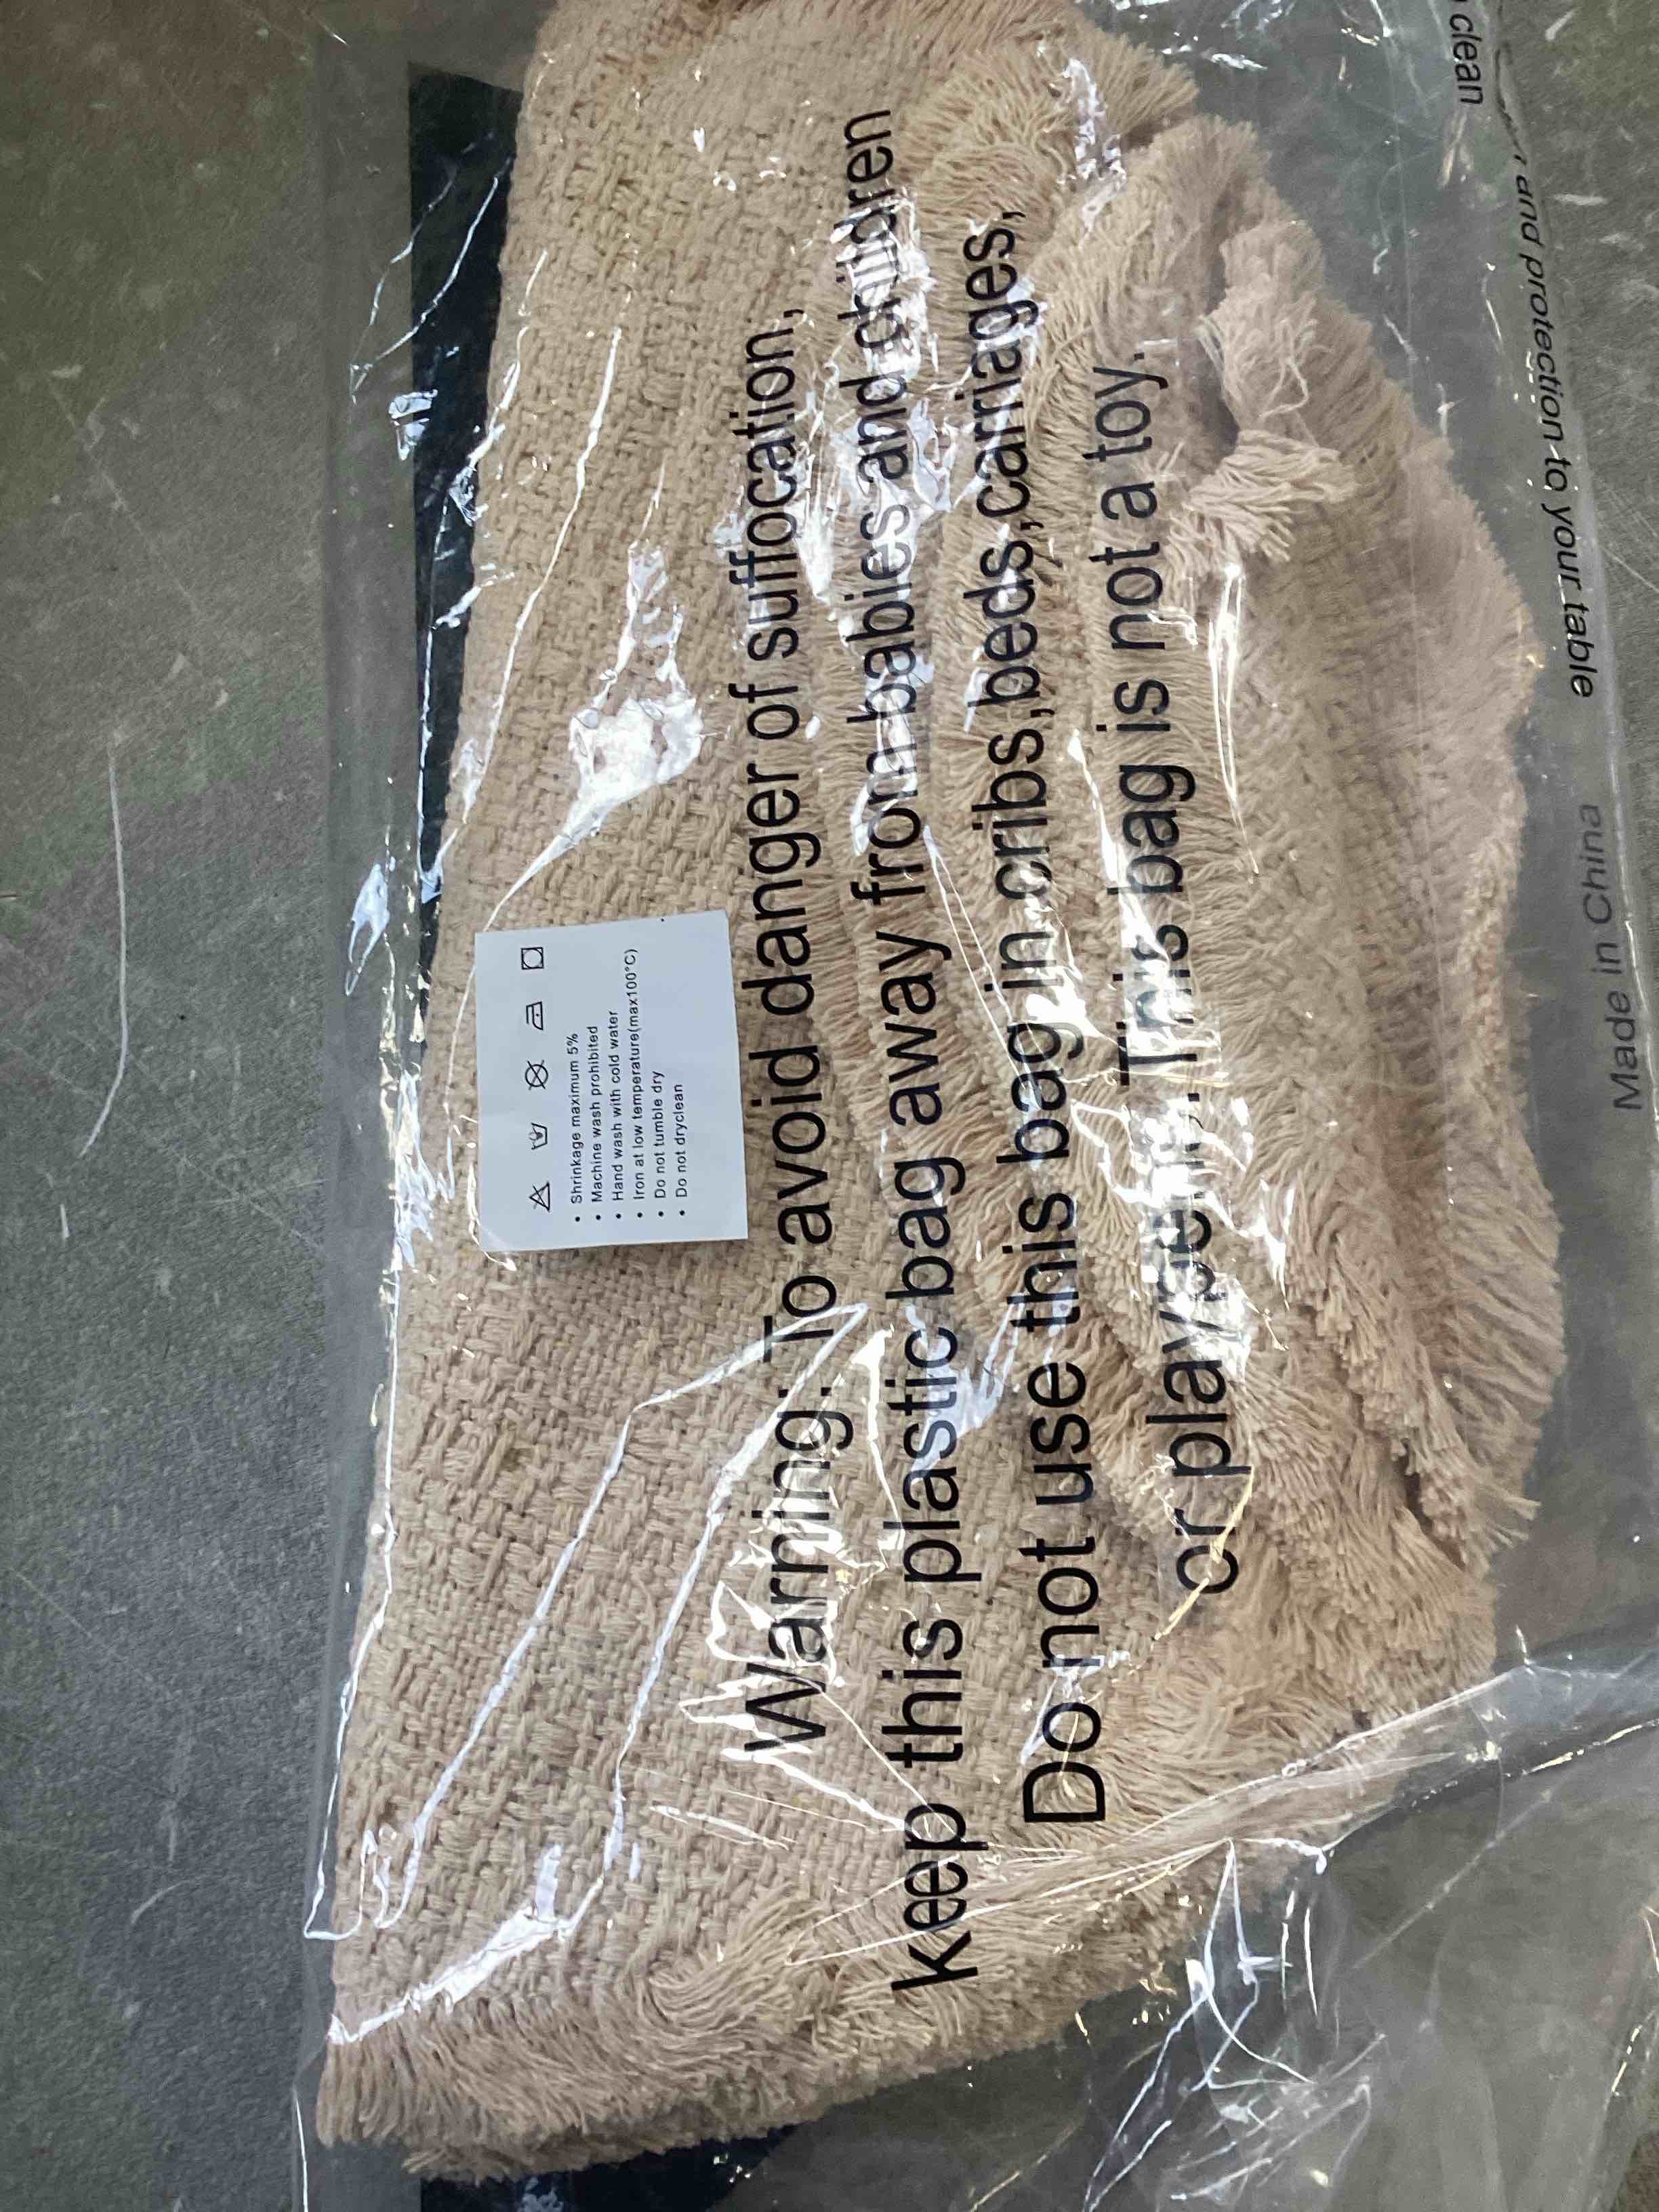 • Shrinkage maximum 5%
• Machine wash prohibited
• Hand wash with cold water
• Iron at low temperature(max100°C)
• Do not tumble dry
• Do not dryclean
Warning: To avoid danger of suffocation,
keep this plastic bag away from babies and children
Do not use this bag in cribs,beds,carriages,
or playpens. This bag is not a toy.
clean
and protection to your table
Made in China